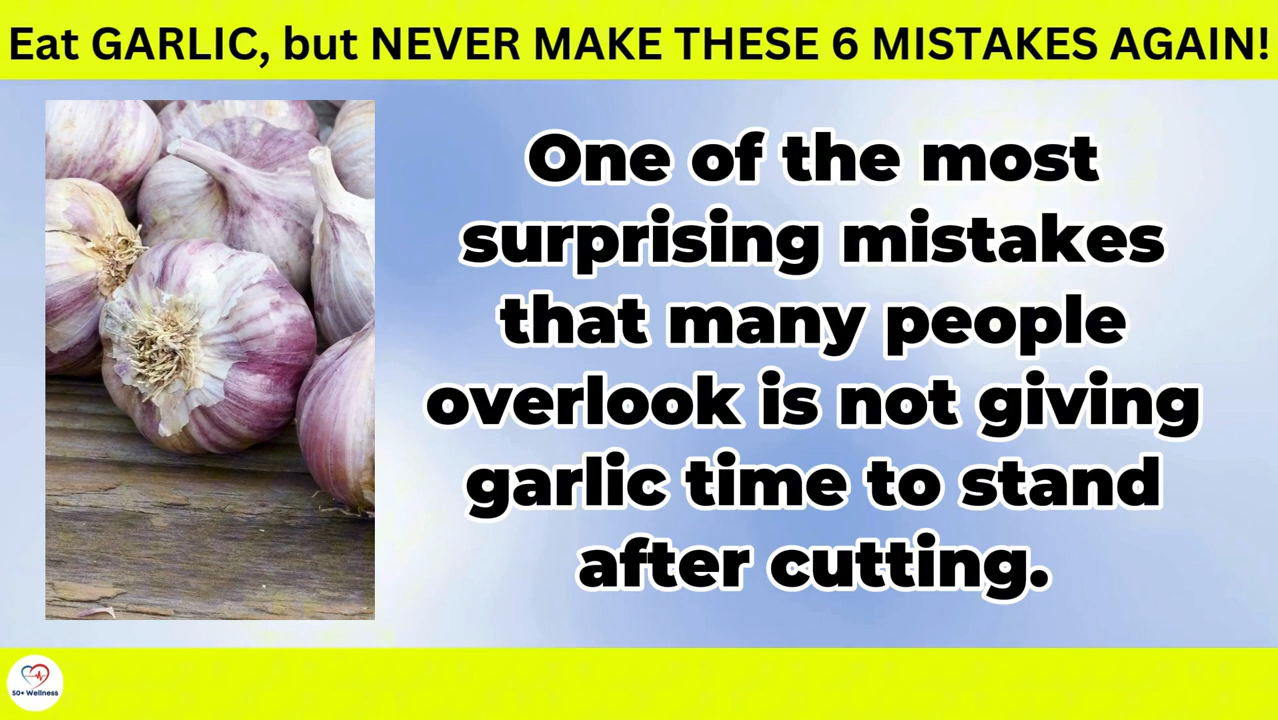 Eat GARLIC, but NEVER MAKE THESE 6 MISTAKES AGAIN!
One of the most
surprising mistakes
that many people
overlook is not giving
garlic time to stand
after cutting.
50+ Wellness